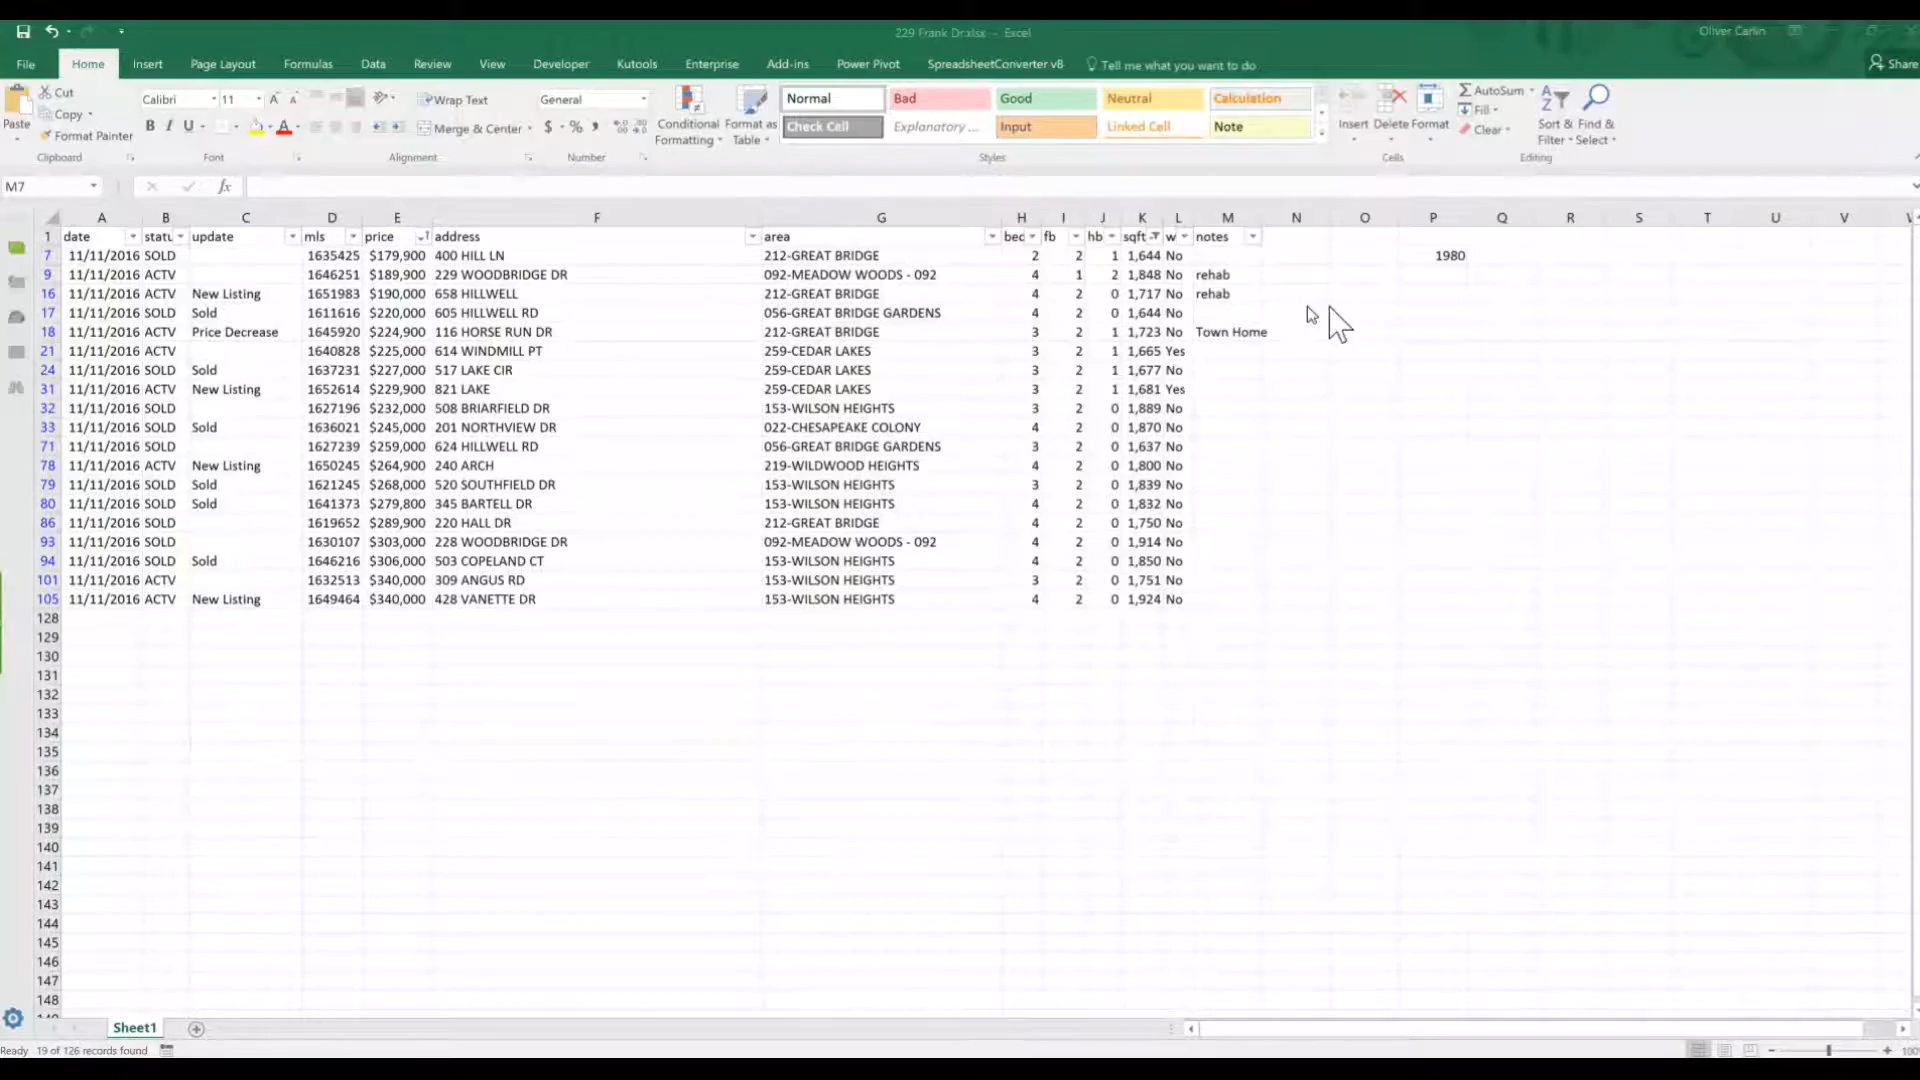 229 Frank Dr.xlsx - Excel
Oliver Carlin
File Home Insert Page Layout Formulas Data Review View Developer Kutools Enterprise Add-ins Power Pivot SpreadsheetConverter v8 Tell me what you want to do Share
Cut Calibri 11 Wrap Text General Normal Bad Good Neutral Calculation AutoSum
Copy Fill
Paste Format Painter B I U Merge & Center $ % Conditional Formatting Format as Table Check Cell Explanatory ... Input Linked Cell Note Insert Delete Format Clear Sort & Filter Find & Select
Clipboard Font Alignment Number Styles Cells Editing
M7 fx
A B C D E F G H I J K L M N O P Q R S T U V
1 date statu update mls price address area bed fb hb sqft w notes
7 11/11/2016 SOLD 1635425 $179,900 400 HILL LN 212-GREAT BRIDGE 2 2 1 1,644 No 1980
9 11/11/2016 ACTV 1646251 $189,900 229 WOODBRIDGE DR 092-MEADOW WOODS - 092 4 1 2 1,848 No rehab
16 11/11/2016 ACTV New Listing 1651983 $190,000 658 HILLWELL 212-GREAT BRIDGE 4 2 0 1,717 No rehab
17 11/11/2016 SOLD Sold 1611616 $220,000 605 HILLWELL RD 056-GREAT BRIDGE GARDENS 4 2 0 1,644 No
18 11/11/2016 ACTV Price Decrease 1645920 $224,900 116 HORSE RUN DR 212-GREAT BRIDGE 3 2 1 1,723 No Town Home
21 11/11/2016 ACTV 1640828 $225,000 614 WINDMILL PT 259-CEDAR LAKES 3 2 1 1,665 Yes
24 11/11/2016 SOLD Sold 1637231 $227,000 517 LAKE CIR 259-CEDAR LAKES 3 2 1 1,677 No
31 11/11/2016 ACTV New Listing 1652614 $229,900 821 LAKE 259-CEDAR LAKES 3 2 1 1,681 Yes
32 11/11/2016 SOLD 1627196 $232,000 508 BRIARFIELD DR 153-WILSON HEIGHTS 3 2 0 1,889 No
33 11/11/2016 SOLD Sold 1636021 $245,000 201 NORTHVIEW DR 022-CHESAPEAKE COLONY 4 2 0 1,870 No
71 11/11/2016 SOLD 1627239 $259,000 624 HILLWELL RD 056-GREAT BRIDGE GARDENS 3 2 0 1,637 No
78 11/11/2016 ACTV New Listing 1650245 $264,900 240 ARCH 219-WILDWOOD HEIGHTS 4 2 0 1,800 No
79 11/11/2016 SOLD Sold 1621245 $268,000 520 SOUTHFIELD DR 153-WILSON HEIGHTS 3 2 0 1,839 No
80 11/11/2016 SOLD Sold 1641373 $279,800 345 BARTELL DR 153-WILSON HEIGHTS 4 2 0 1,832 No
86 11/11/2016 SOLD 1619652 $289,900 220 HALL DR 212-GREAT BRIDGE 4 2 0 1,750 No
93 11/11/2016 SOLD 1630107 $303,000 228 WOODBRIDGE DR 092-MEADOW WOODS - 092 4 2 0 1,914 No
94 11/11/2016 SOLD Sold 1646216 $306,000 503 COPELAND CT 153-WILSON HEIGHTS 4 2 0 1,850 No
101 11/11/2016 ACTV 1632513 $340,000 309 ANGUS RD 153-WILSON HEIGHTS 3 2 0 1,751 No
105 11/11/2016 ACTV New Listing 1649464 $340,000 428 VANETTE DR 153-WILSON HEIGHTS 4 2 0 1,924 No
128
129
130
131
132
133
134
135
136
137
138
139
140
141
142
143
144
145
146
147
148
Sheet1
Ready 19 of 126 records found 100